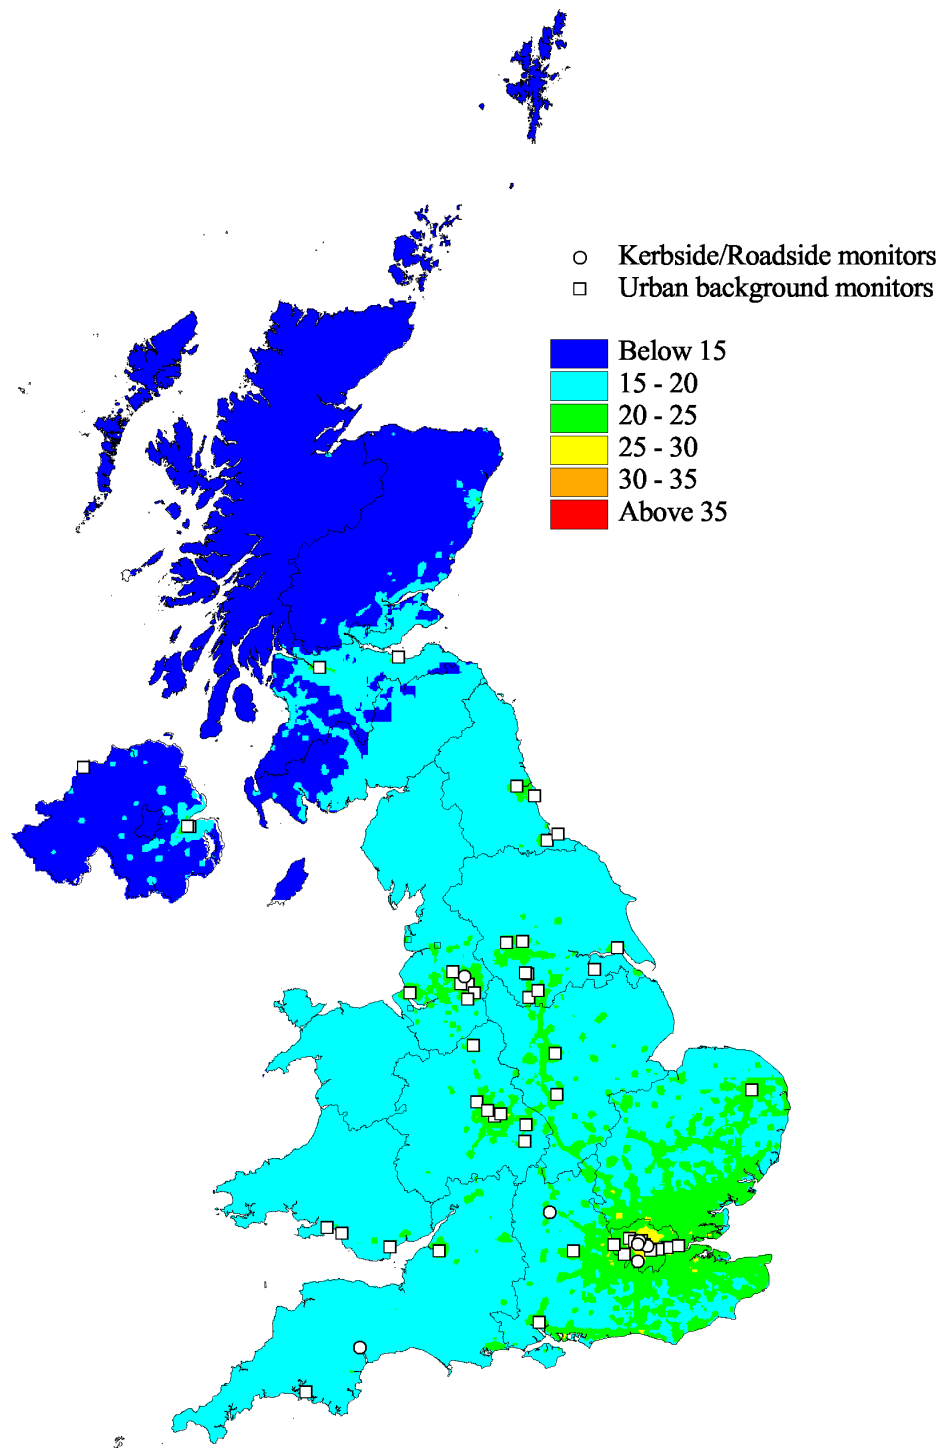 Kerbside/Roadside monitors
Urban background monitors
Below 15
15 - 20
20 - 25
25 - 30
30 - 35
Above 35